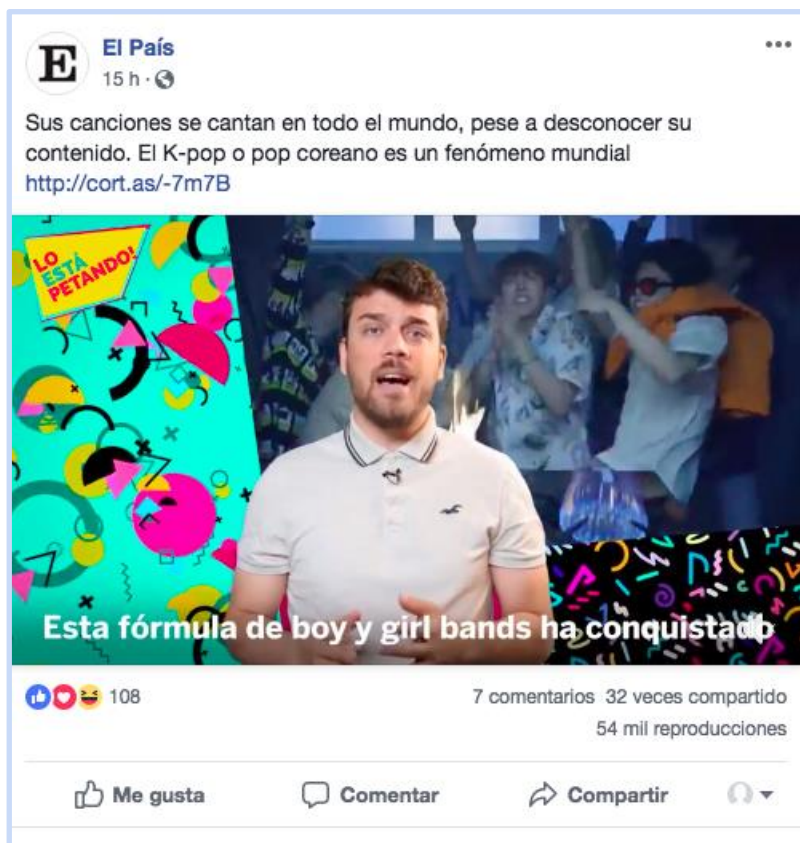 E
El País
15 h ·
Sus canciones se cantan en todo el mundo, pese a desconocer su
contenido. El K-pop o pop coreano es un fenómeno mundial
http://cort.as/-7m7B
LO
ESTÁ
PETANDO!
Esta fórmula de boy y girl bands ha conquistado
108
7 comentarios 32 veces compartido
54 mil reproducciones
Me gusta
Comentar
Compartir